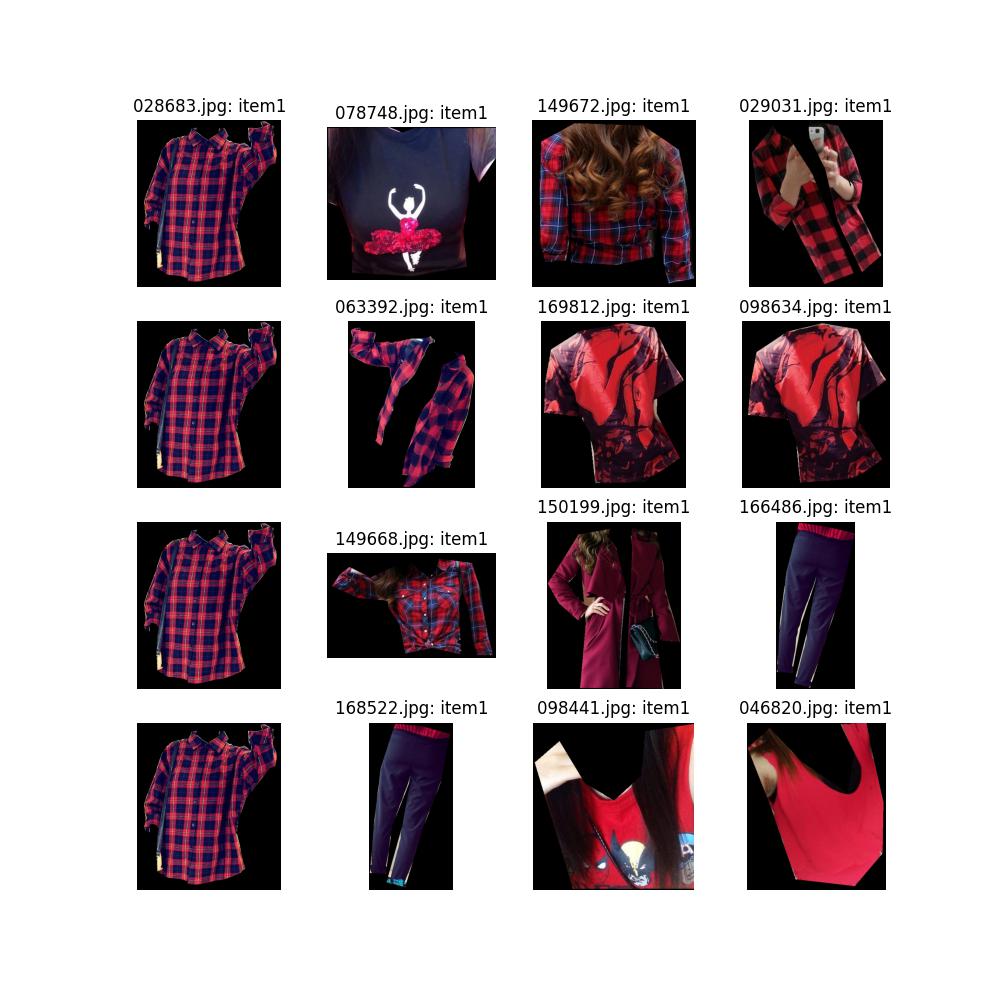 028683.jpg: item1
078748.jpg: item1
149672.jpg: item1
029031.jpg: item1
063392.jpg: item1
169812.jpg: item1
098634.jpg: item1
149668.jpg: item1
150199.jpg: item1
166486.jpg: item1
168522.jpg: item1
098441.jpg: item1
046820.jpg: item1